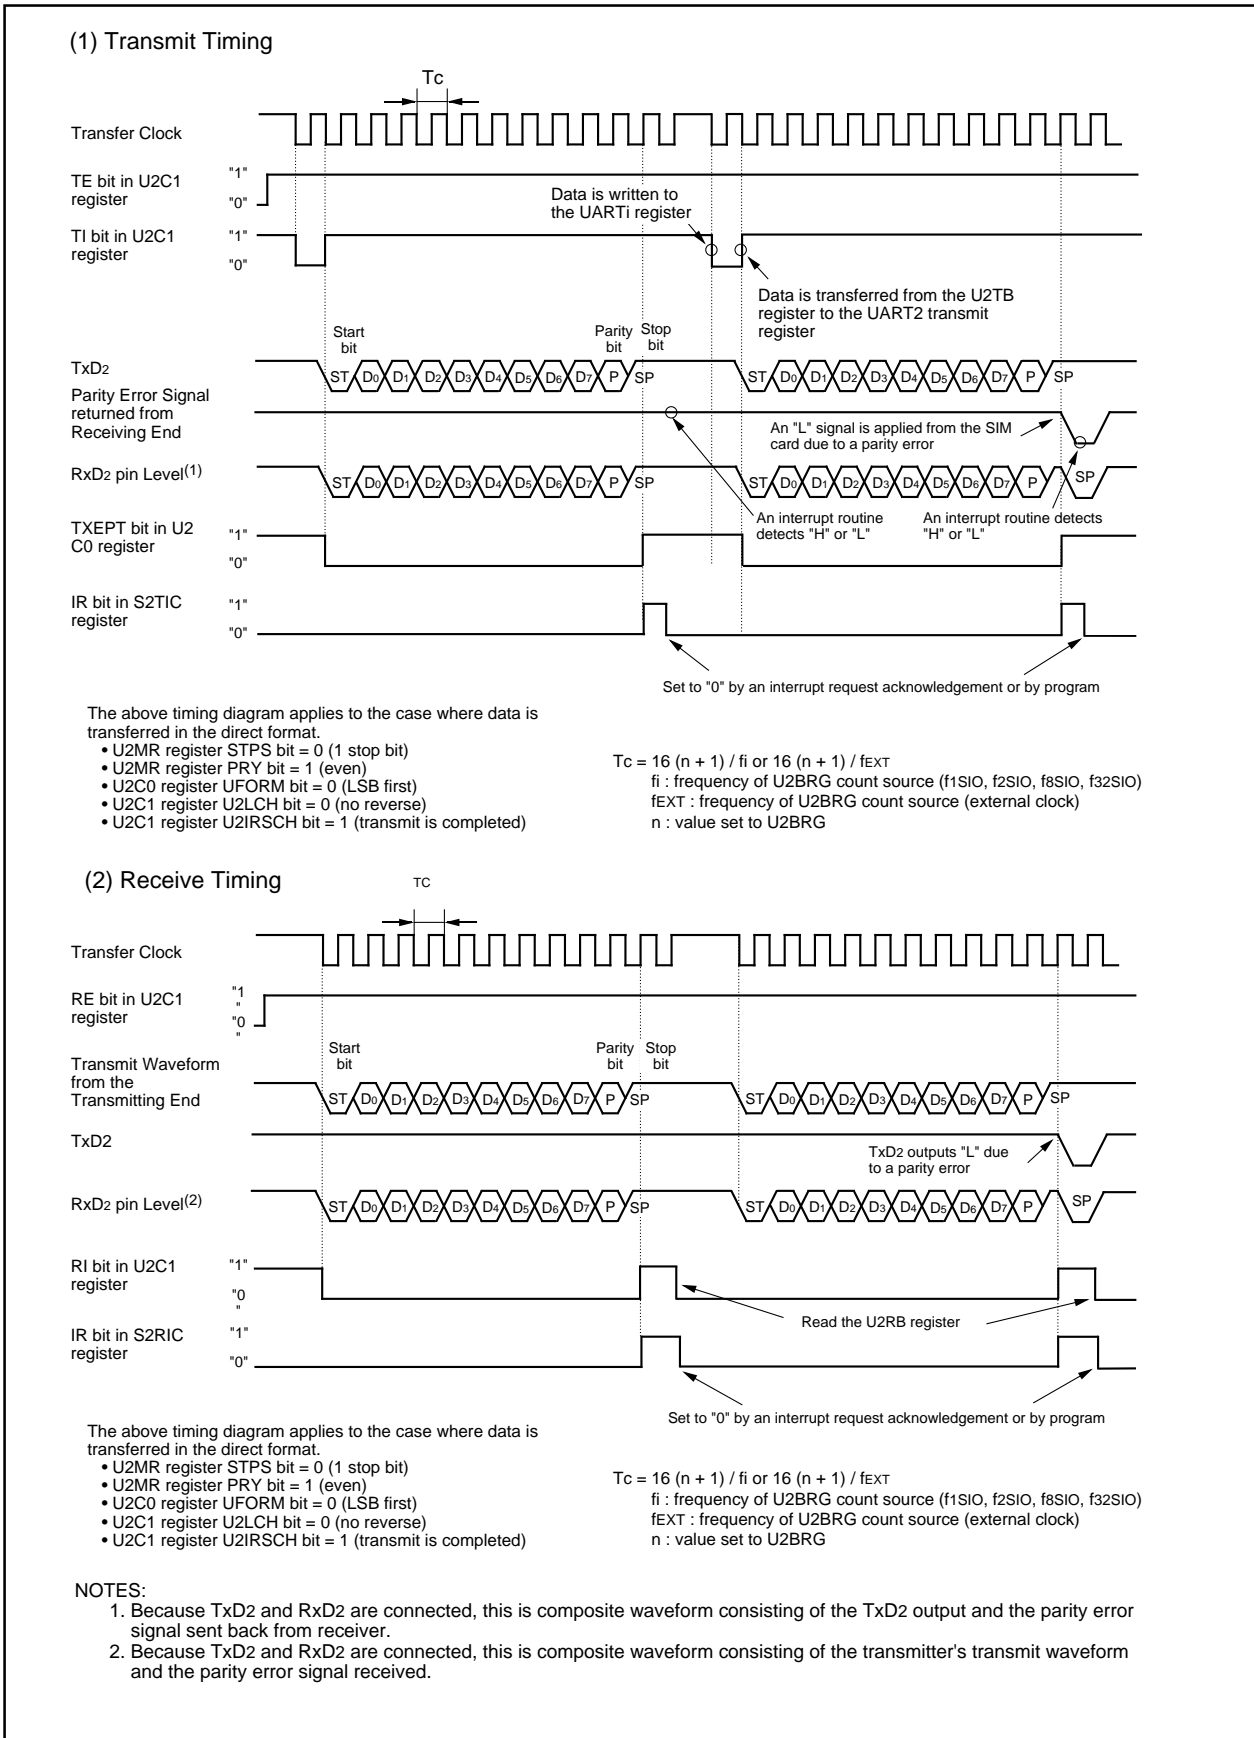 (1) Transmit Timing
Tc
Transfer Clock
TE bit in U2C1
register
"1"
"0"
Data is written to
the UARTi register
TI bit in U2C1
register
"1"
"0"
Data is transferred from the U2TB
register to the UART2 transmit
register
Start
bit
Parity
bit
Stop
bit
TxD2
ST D0 D1 D2 D3 D4 D5 D6 D7 P SP
ST D0 D1 D2 D3 D4 D5 D6 D7 P SP
Parity Error Signal
returned from
Receiving End
An "L" signal is applied from the SIM
card due to a parity error
RxD2 pin Level(1)
ST D0 D1 D2 D3 D4 D5 D6 D7 P SP
ST D0 D1 D2 D3 D4 D5 D6 D7 P SP
An interrupt routine
detects "H" or "L"
An interrupt routine detects
"H" or "L"
TXEPT bit in U2
C0 register
"1"
"0"
IR bit in S2TIC
register
"1"
"0"
Set to "0" by an interrupt request acknowledgement or by program
The above timing diagram applies to the case where data is
transferred in the direct format.
• U2MR register STPS bit = 0 (1 stop bit)
• U2MR register PRY bit = 1 (even)
• U2C0 register UFORM bit = 0 (LSB first)
• U2C1 register U2LCH bit = 0 (no reverse)
• U2C1 register U2IRSCH bit = 1 (transmit is completed)
Tc = 16 (n + 1) / fi or 16 (n + 1) / fEXT
fi : frequency of U2BRG count source (f1SIO, f2SIO, f8SIO, f32SIO)
fEXT : frequency of U2BRG count source (external clock)
n : value set to U2BRG
(2) Receive Timing
TC
Transfer Clock
RE bit in U2C1
register
"1
"
"0
"
Start
bit
Parity
bit
Stop
bit
Transmit Waveform
from the
Transmitting End
ST D0 D1 D2 D3 D4 D5 D6 D7 P SP
ST D0 D1 D2 D3 D4 D5 D6 D7 P SP
TxD2
TxD2 outputs "L" due
to a parity error
RxD2 pin Level(2)
ST D0 D1 D2 D3 D4 D5 D6 D7 P SP
ST D0 D1 D2 D3 D4 D5 D6 D7 P SP
RI bit in U2C1
register
"1"
"0
"
Read the U2RB register
IR bit in S2RIC
register
"1"
"0"
Set to "0" by an interrupt request acknowledgement or by program
The above timing diagram applies to the case where data is
transferred in the direct format.
• U2MR register STPS bit = 0 (1 stop bit)
• U2MR register PRY bit = 1 (even)
• U2C0 register UFORM bit = 0 (LSB first)
• U2C1 register U2LCH bit = 0 (no reverse)
• U2C1 register U2IRSCH bit = 1 (transmit is completed)
Tc = 16 (n + 1) / fi or 16 (n + 1) / fEXT
fi : frequency of U2BRG count source (f1SIO, f2SIO, f8SIO, f32SIO)
fEXT : frequency of U2BRG count source (external clock)
n : value set to U2BRG
NOTES:
1. Because TxD2 and RxD2 are connected, this is composite waveform consisting of the TxD2 output and the parity error
signal sent back from receiver.
2. Because TxD2 and RxD2 are connected, this is composite waveform consisting of the transmitter's transmit waveform
and the parity error signal received.